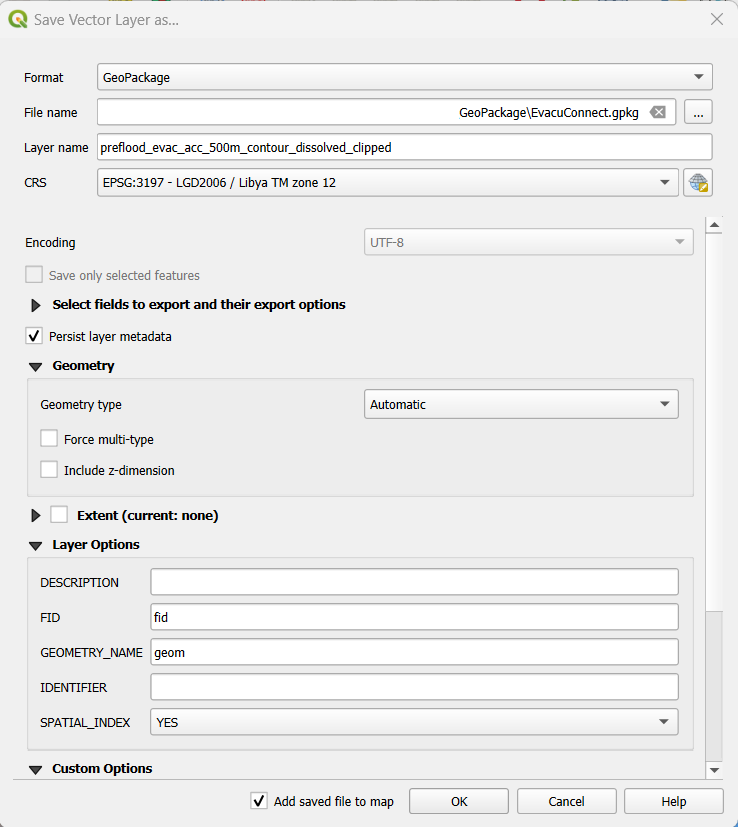 Save Vector Layer as...
Format GeoPackage
File name GeoPackage\EvacuConnect.gpkg ...
Layer name preflood_evac_acc_500m_contour_dissolved_clipped
CRS EPSG:3197 - LGD2006 / Libya TM zone 12
Encoding UTF-8
Save only selected features
Select fields to export and their export options
Persist layer metadata
Geometry
Geometry type Automatic
Force multi-type
Include z-dimension
Extent (current: none)
Layer Options
DESCRIPTION
FID fid
GEOMETRY_NAME geom
IDENTIFIER
SPATIAL_INDEX YES
Custom Options
Add saved file to map OK Cancel Help